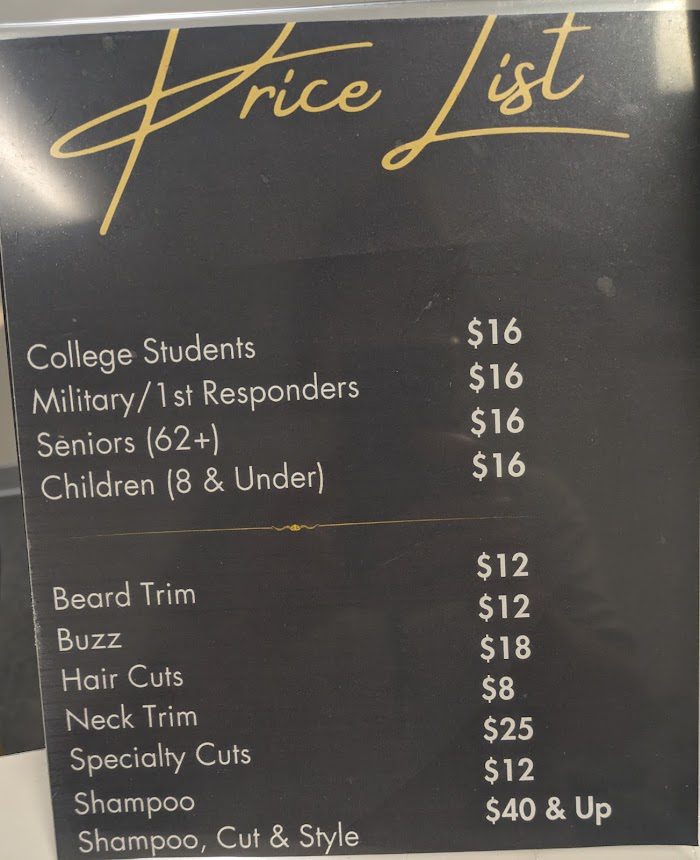 Price List
College Students $16
Military/1st Responders $16
Seniors (62+) $16
Children (8 & Under) $16
Beard Trim $12
Buzz $12
Hair Cuts $18
Neck Trim $8
Specialty Cuts $25
Shampoo $12
Shampoo, Cut & Style $40 & Up